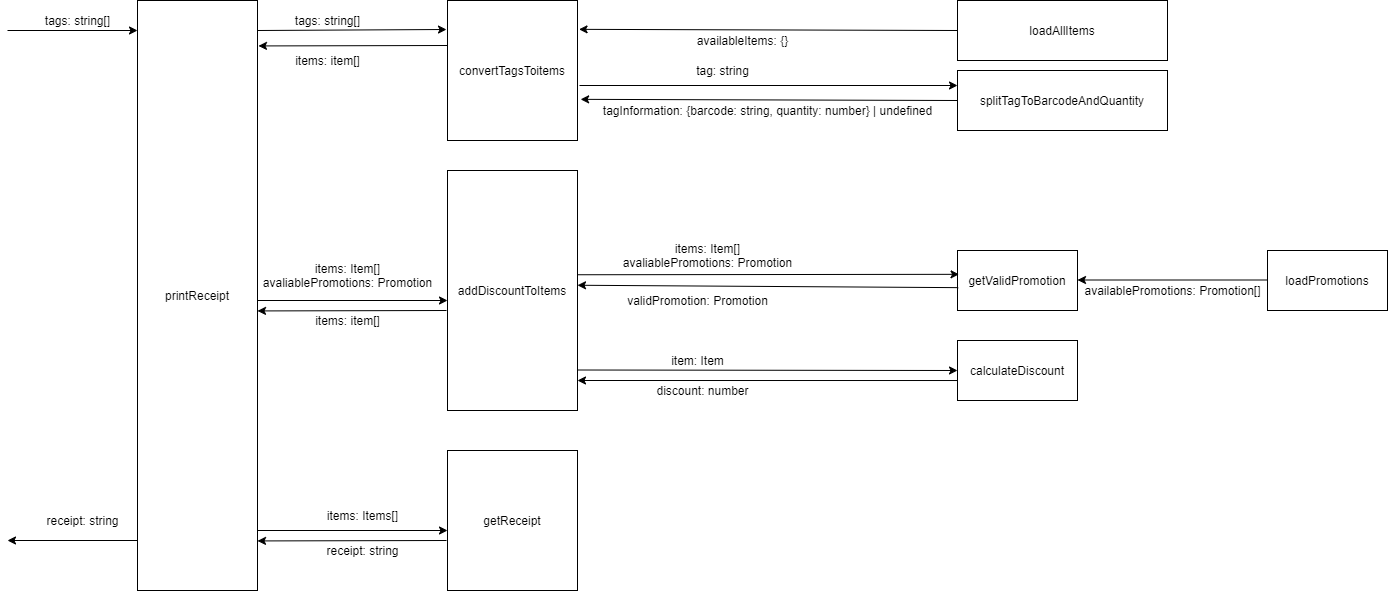 tags: string[]
tags: string[]
items: item[]
convertTagsToitems
availableItems: {}
loadAllItems
tag: string
tagInformation: {barcode: string, quantity: number} | undefined
splitTagToBarcodeAndQuantity
printReceipt
items: Item[]
avaliablePromotions: Promotion
items: item[]
addDiscountToItems
items: Item[]
avaliablePromotions: Promotion
validPromotion: Promotion
getValidPromotion
availablePromotions: Promotion[]
loadPromotions
item: Item
discount: number
calculateDiscount
receipt: string
items: Items[]
receipt: string
getReceipt